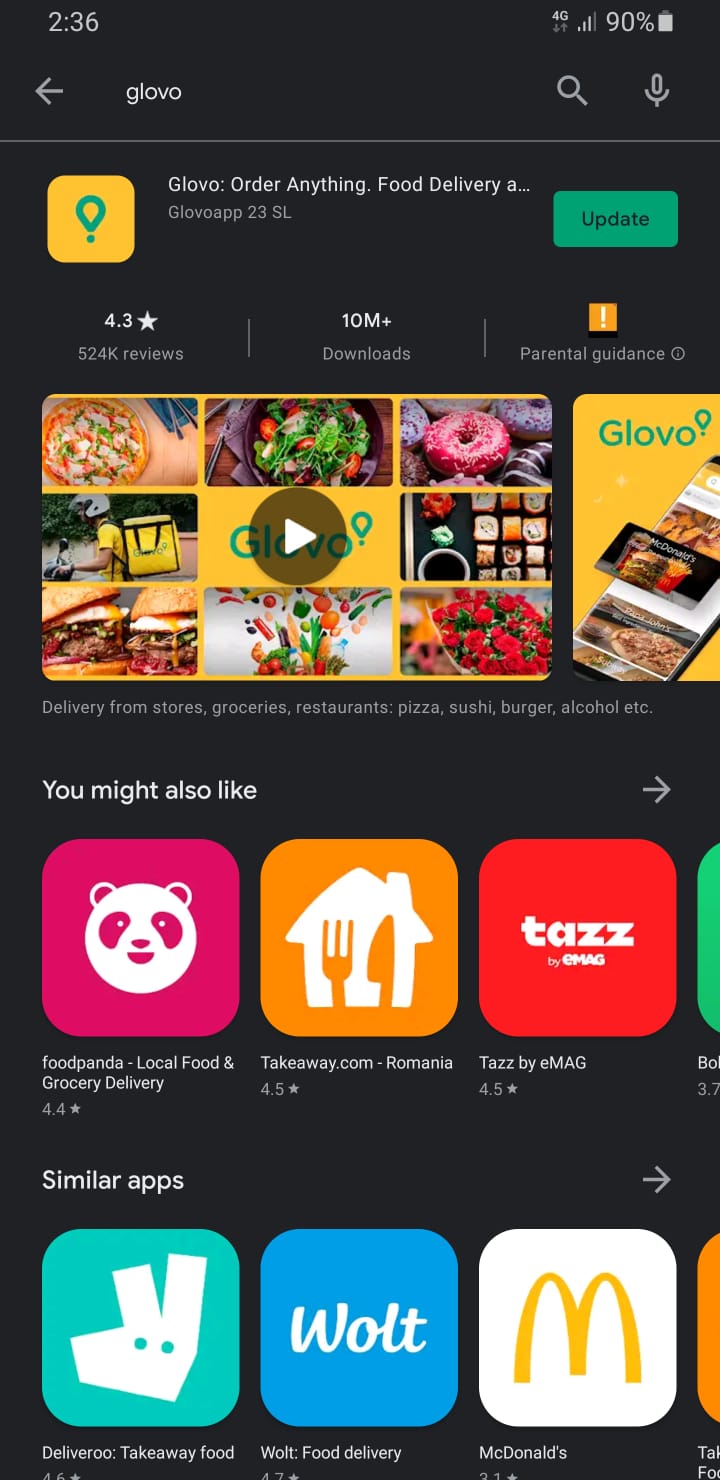 2:36
4G
90%
glovo
Glovo: Order Anything. Food Delivery a...
Glovoapp 23 SL
Update
4.3 ★
10M+
524K reviews
Downloads
Parental guidance
Glovo
Glovo
Glovo
McDonald's
Papa John's
Delivery from stores, groceries, restaurants: pizza, sushi, burger, alcohol etc.
You might also like
tazz
by eMAG
foodpanda - Local Food &
Grocery Delivery
4.4 ★
Takeaway.com - Romania
4.5 ★
Tazz by eMAG
4.5 ★
Bol
3.7
Similar apps
Wolt
Deliveroo: Takeaway food
4.6 ★
Wolt: Food delivery
4.7 ★
McDonald's
3.1 ★
Tak
Foo